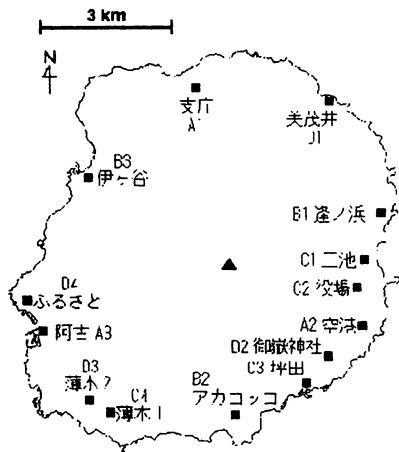 3 km
N
支庁
A1
美茂井
J1
B3
伊ヶ谷
B1 逢ノ浜
C1 三池
C2 役場
D4
ふるさと
阿古 A3
A2 空港
D2 御嶽神社
C3 坪田
D3
薄木 2
C4
薄木 1
B2
アカコッコ